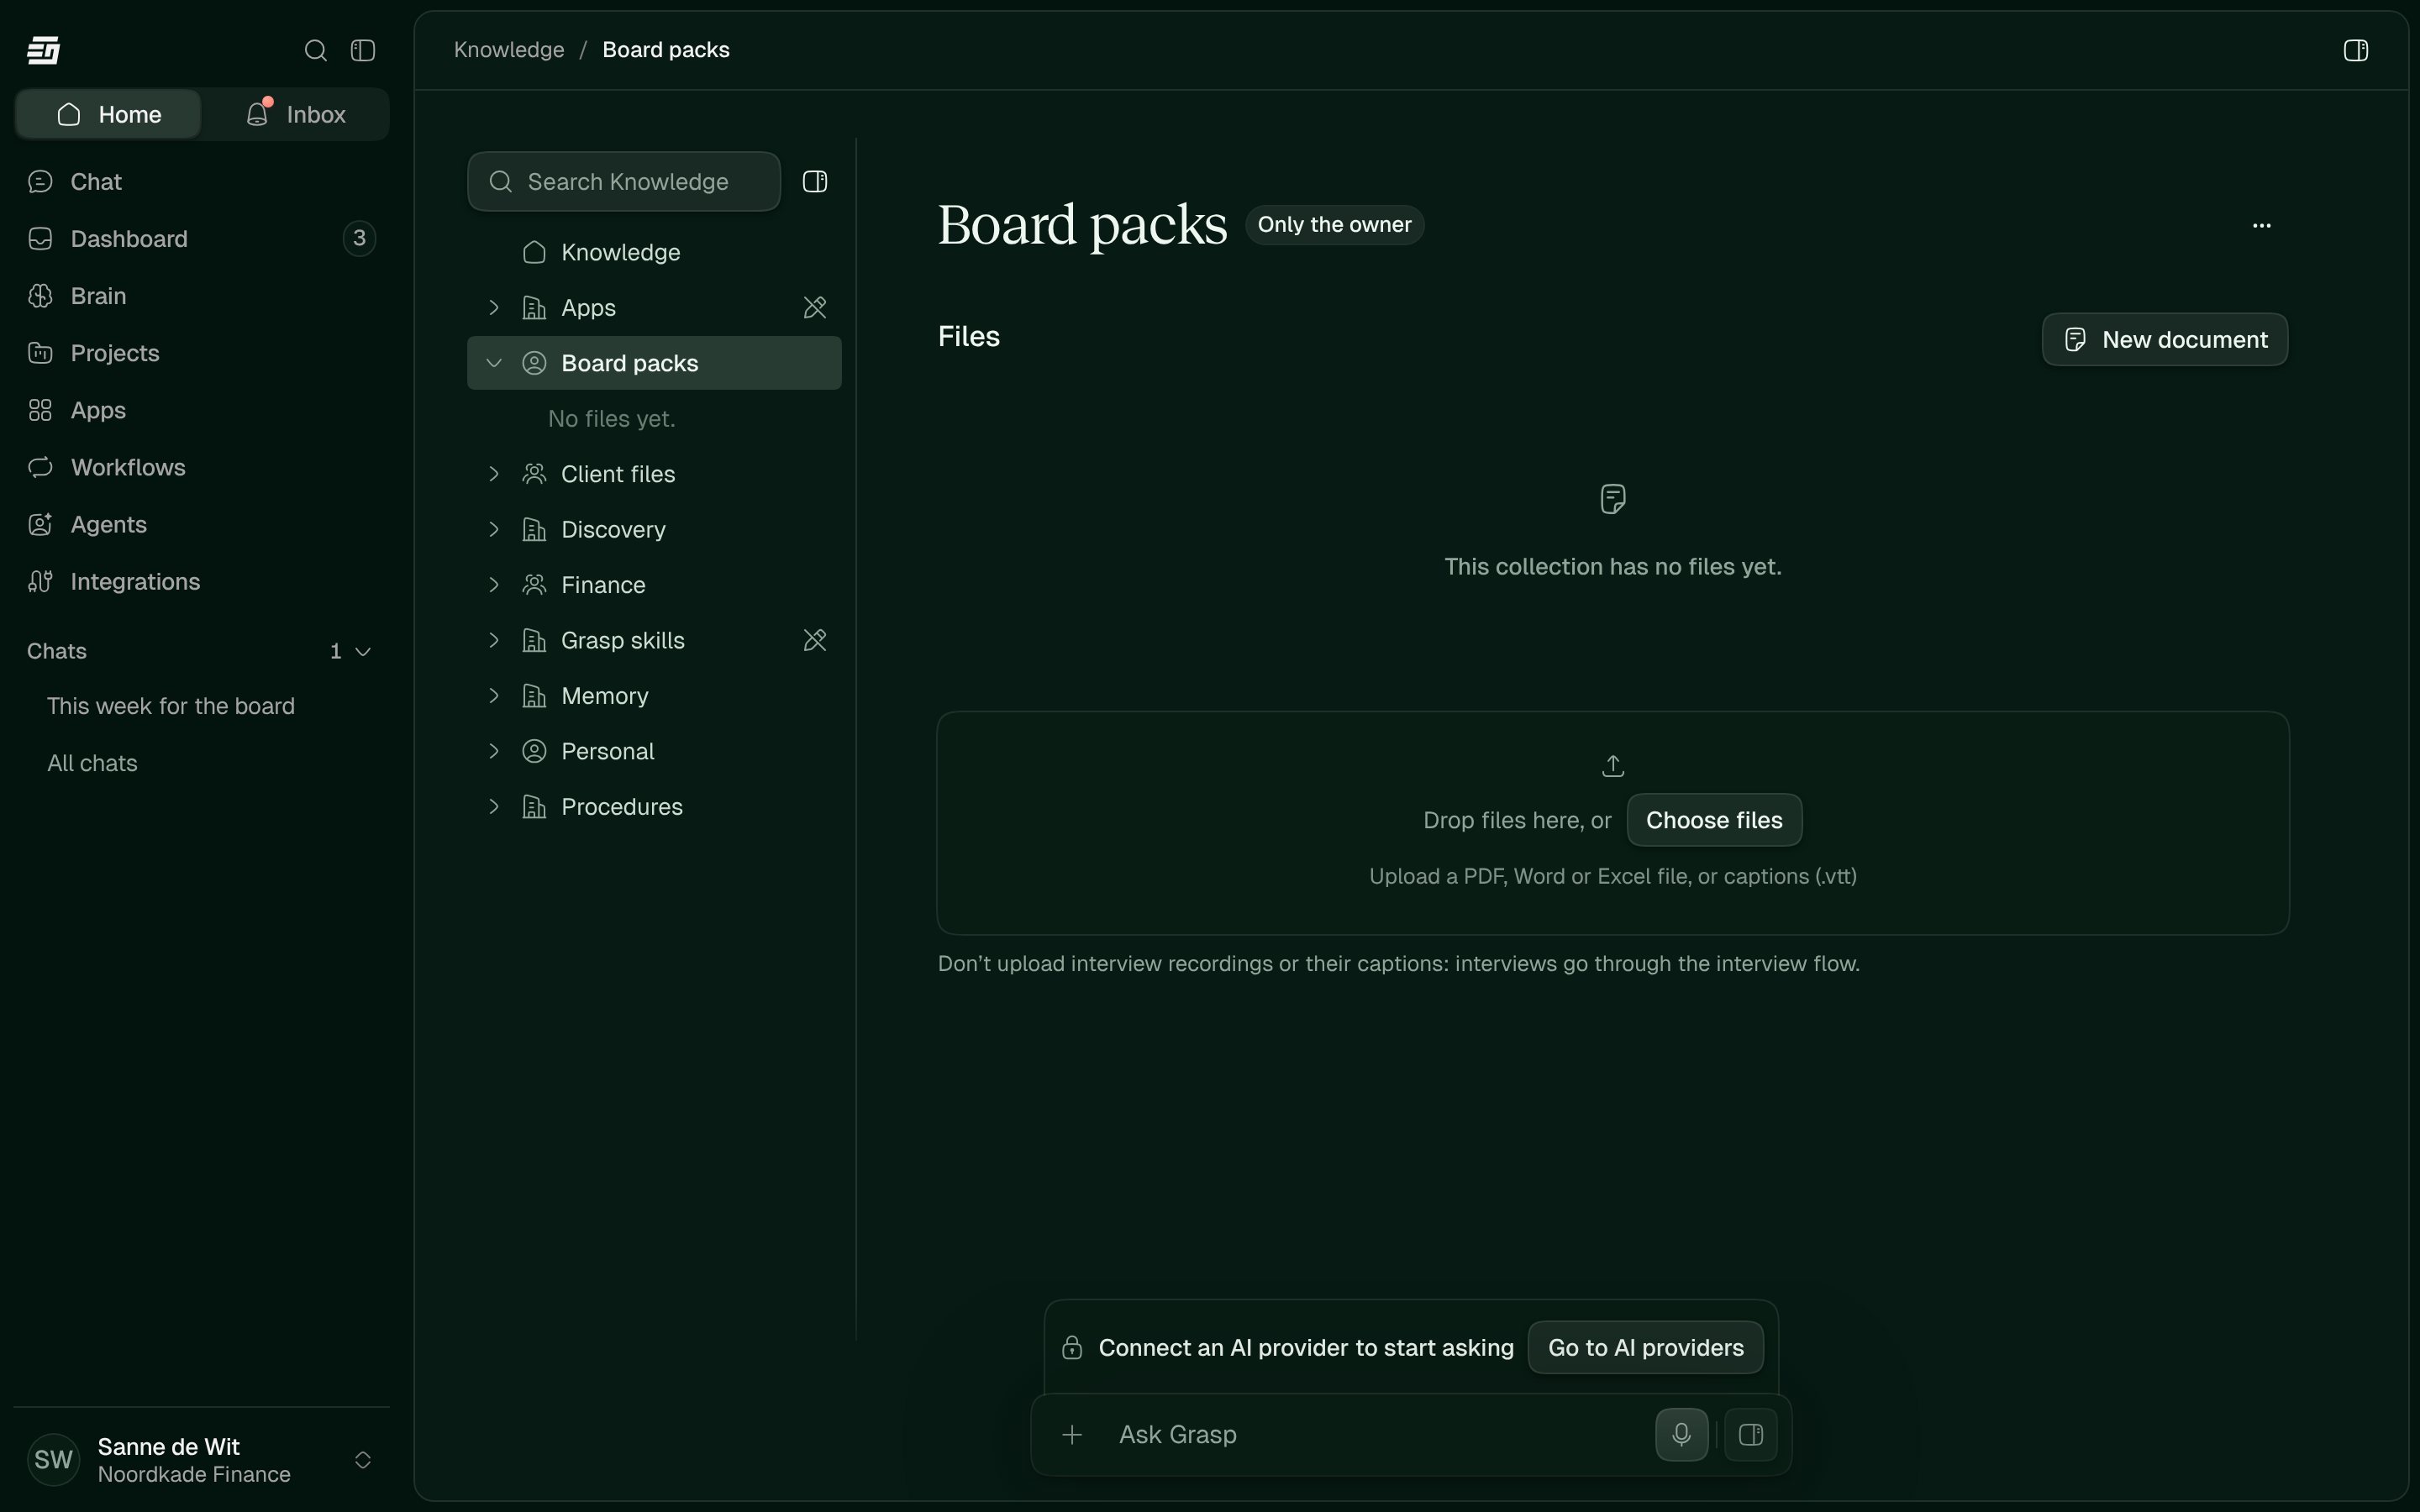 Home
Inbox
Chat
Dashboard
3
Brain
Projects
Apps
Workflows
Agents
Integrations
Chats
1
This week for the board
All chats
SW
Sanne de Wit
Noordkade Finance
Knowledge / Board packs
Search Knowledge
Knowledge
Apps
Board packs
No files yet.
Client files
Discovery
Finance
Grasp skills
Memory
Personal
Procedures
Board packs
Only the owner
Files
New document
This collection has no files yet.
Drop files here, or
Choose files
Upload a PDF, Word or Excel file, or captions (.vtt)
Don’t upload interview recordings or their captions: interviews go through the interview flow.
Connect an AI provider to start asking
Go to AI providers
Ask Grasp